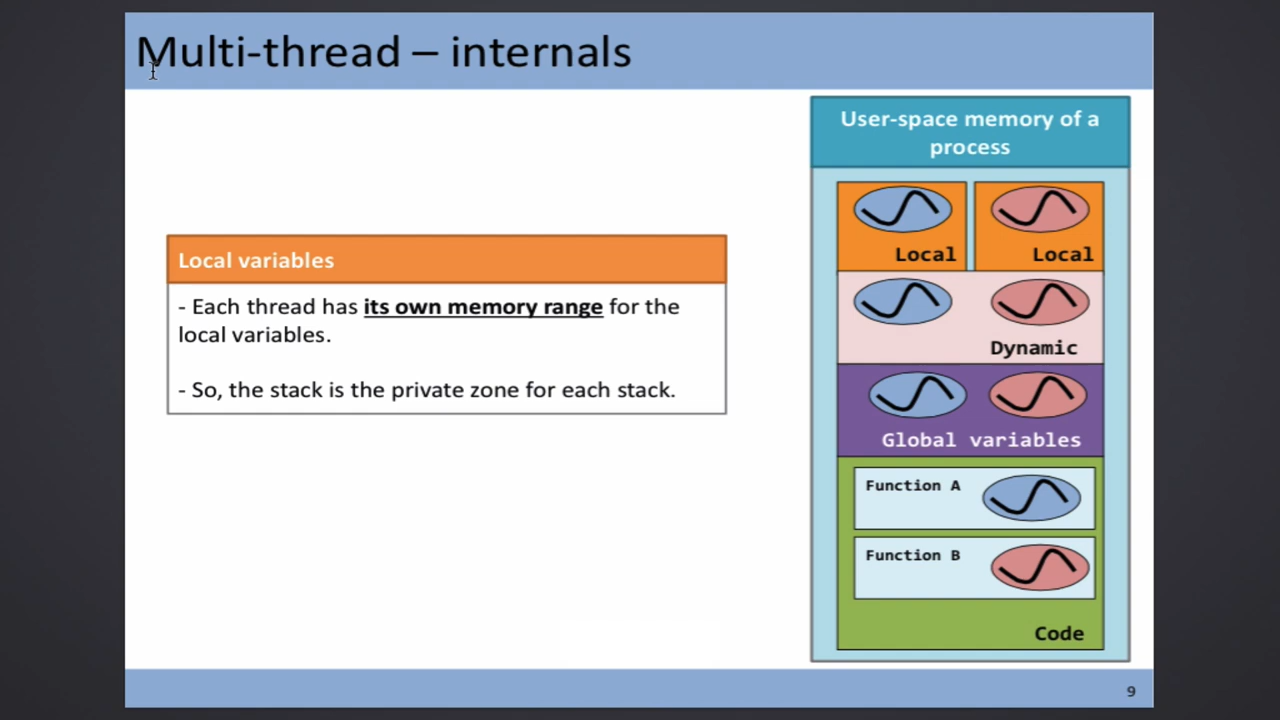 Multi-thread – internals
User-space memory of a
process
Local Local
Local variables
- Each thread has its own memory range for the
local variables.
- So, the stack is the private zone for each stack.
Dynamic
Global variables
Function A
Function B
Code
9